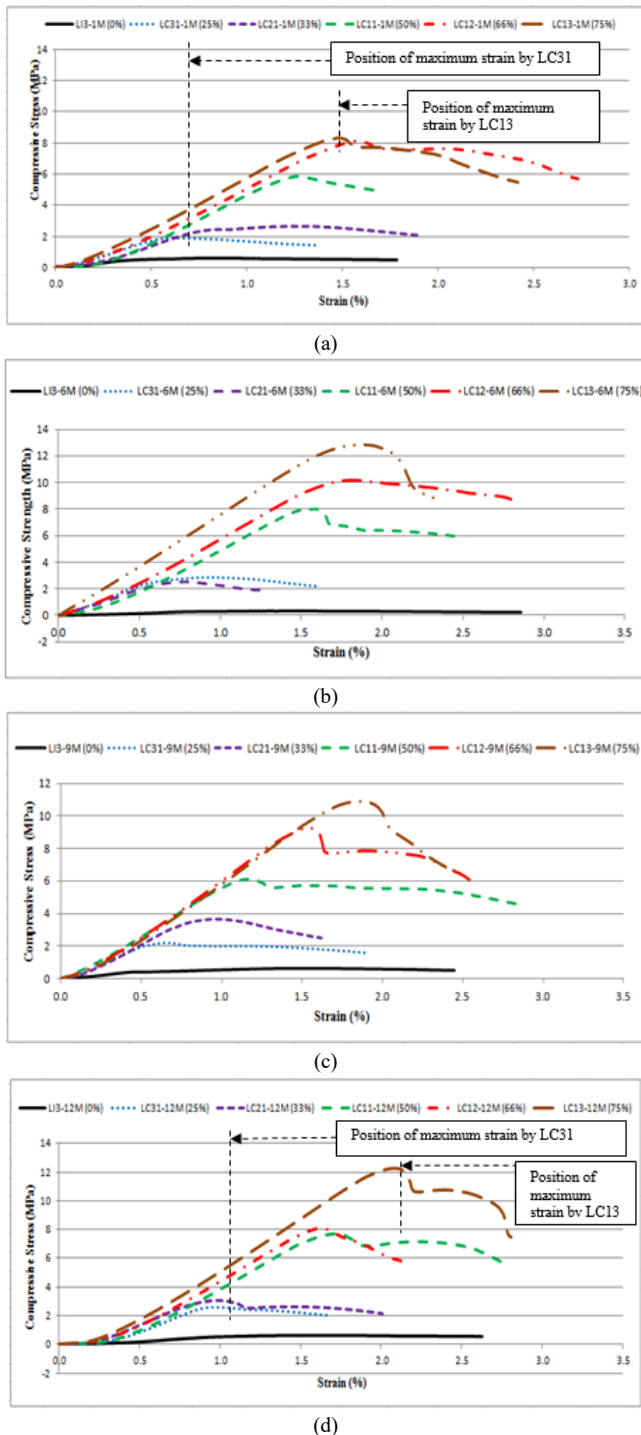 LI3-1M (0%) LC31-1M (25%) LC21-1M (33%) LC11-1M (50%) LC12-1M (66%) LC13-1M (75%)
Position of maximum strain by LC31
Position of maximum
strain by LC13
Compressive Stress (MPa)
14
12
10
8
6
4
2
0
0.0 0.5 1.0 1.5 2.0 2.5 3.0
Strain (%)
(a)
LI3-6M (0%) LC31-6M (25%) LC21-6M (33%) LC11-6M (50%) LC12-6M (66%) LC13-6M (75%)
Compressive Strength (MPa)
14
12
10
8
6
4
2
0
-2
0.0 0.5 1.0 1.5 2.0 2.5 3.0 3.5
Strain (%)
(b)
LI3-9M (0%) LC31-9M (25%) LC21-9M (33%) LC11-9M (50%) LC12-9M (66%) LC13-9M (75%)
Compressive Stress (MPa)
14
12
10
8
6
4
2
0
0.0 0.5 1.0 1.5 2.0 2.5 3.0 3.5
Strain (%)
(c)
LI3-12M (0%) LC31-12M (25%) LC21-12M (33%) LC11-12M (50%) LC12-12M (66%) LC13-12M (75%)
Position of maximum strain by LC31
Position of
maximum
strain by LC13
Compressive Stress (MPa)
14
12
10
8
6
4
2
0
-2
0.0 0.5 1.0 1.5 2.0 2.5 3.0 3.5
Strain (%)
(d)